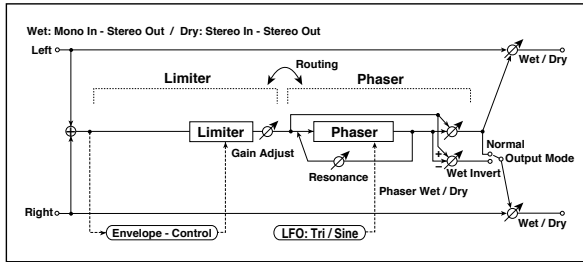 Wet: Mono In - Stereo Out / Dry: Stereo In - Stereo Out
Left
Wet / Dry
Routing
Limiter
Phaser
Limiter
Phaser
Normal
Gain Adjust
Output Mode
+
−
Wet Invert
Resonance
Phaser Wet / Dry
Right
Wet / Dry
Envelope - Control
LFO: Tri / Sine